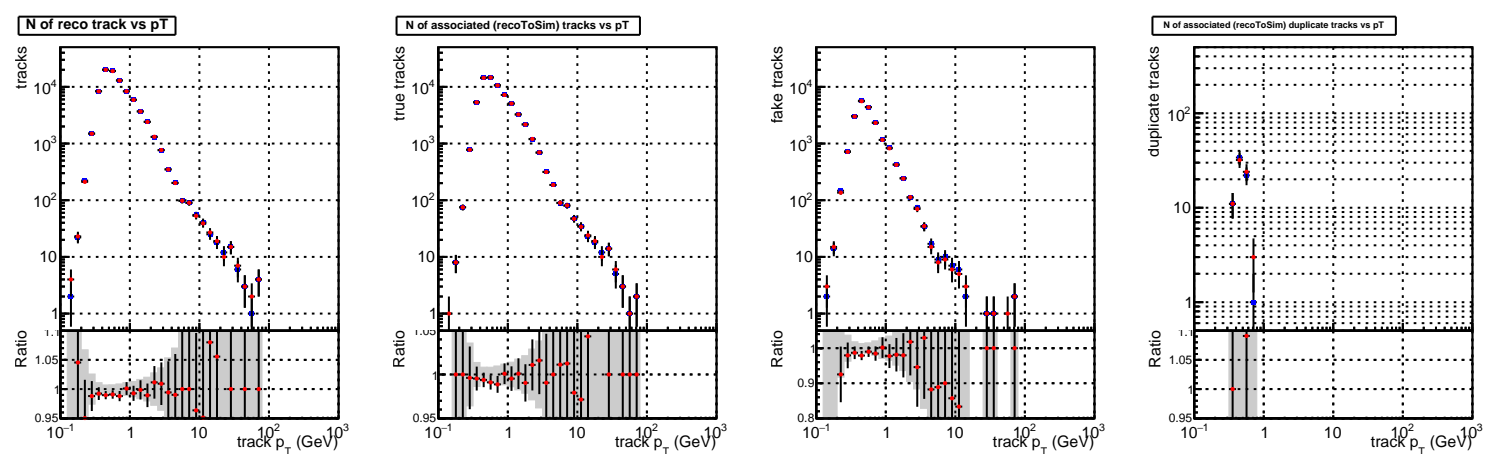 N of reco track vs pT
tracks
10^4
10^3
10^2
10
1
Ratio
1.1
1.05
1
0.95
10^-1 1 10 10^2 10^3
track p_T (GeV)
N of associated (recoToSim) tracks vs pT
true tracks
10^4
10^3
10^2
10
1
Ratio
1.05
1
0.95
10^-1 1 10 10^2 10^3
track p_T (GeV)
fake tracks
10^4
10^3
10^2
10
1
Ratio
1
0.9
0.8
10^-1 1 10 10^2 10^3
track p_T (GeV)
N of associated (recoToSim) duplicate tracks vs pT
duplicate tracks
10^2
10
1
Ratio
1.1
1.05
1
0.95
10^-1 1 10 10^2 10^3
track p_T (GeV)